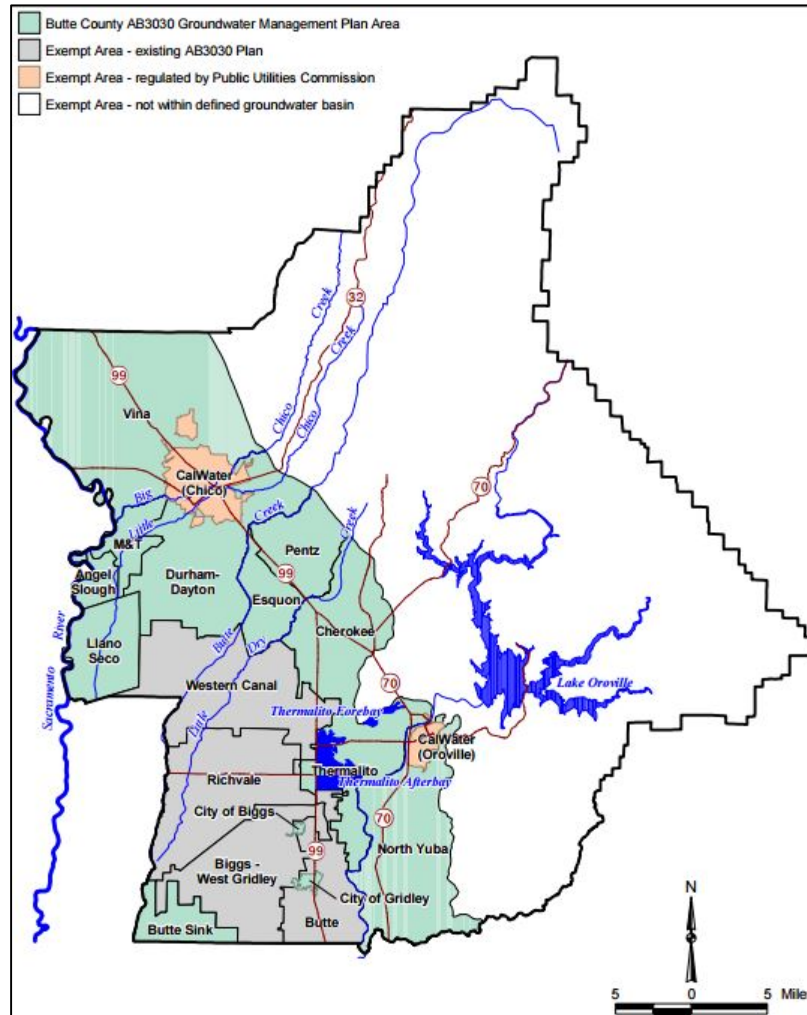 Butte County AB3030 Groundwater Management Plan Area
Exempt Area - existing AB3030 Plan
Exempt Area - regulated by Public Utilities Commission
Exempt Area - not within defined groundwater basin
32
Creek
Creek
99
Vina
Chico
Chico
CalWater
(Chico)
70
Big
Little
Creek
Creek
M&T
Pentz
Angel
Slough
Durham-
Dayton
99
Esquon
River
Butte
Dry
Cherokee
Llano
Seco
Western Canal
70
Lake Oroville
Sacramento
Little
Thermalito Forebay
CalWater
(Oroville)
Thermalito
Richvale
Thermalito Afterbay
City of Biggs
70
99
North Yuba
Biggs -
West Gridley
City of Gridley
Butte Sink
Butte
N
5 0 5 Mile